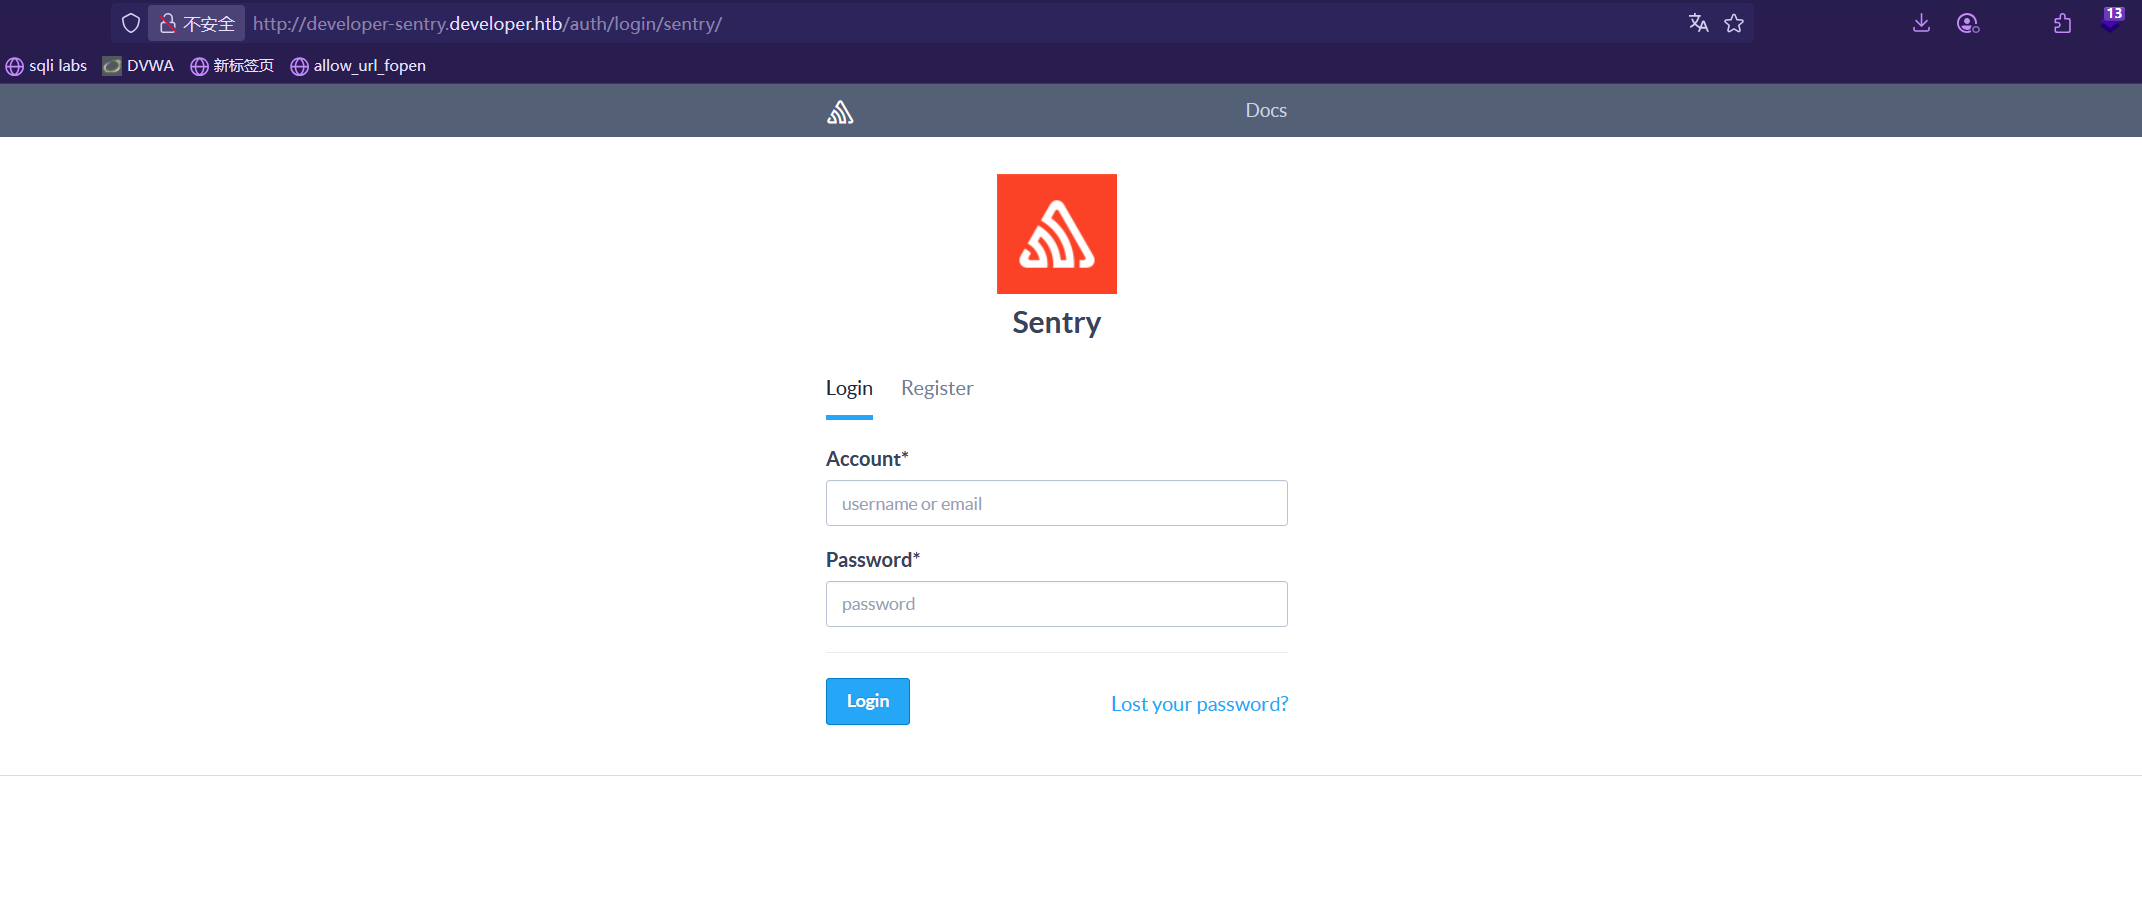 不安全 http://developer-sentry.developer.htb/auth/login/sentry/ 13
sqli labs DVWA 新标签页 allow_url_fopen
Docs
Sentry
Login Register
Account*
username or email
Password*
password
Login Lost your password?